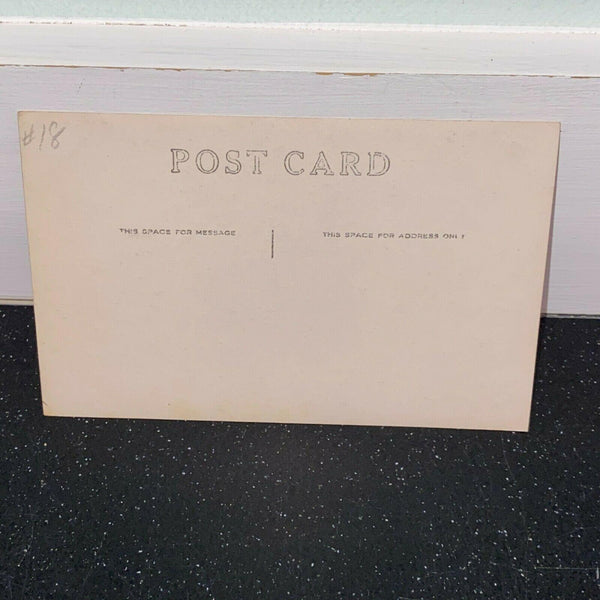 #18
POST CARD
THIS SPACE FOR MESSAGE
THIS SPACE FOR ADDRESS ONLY